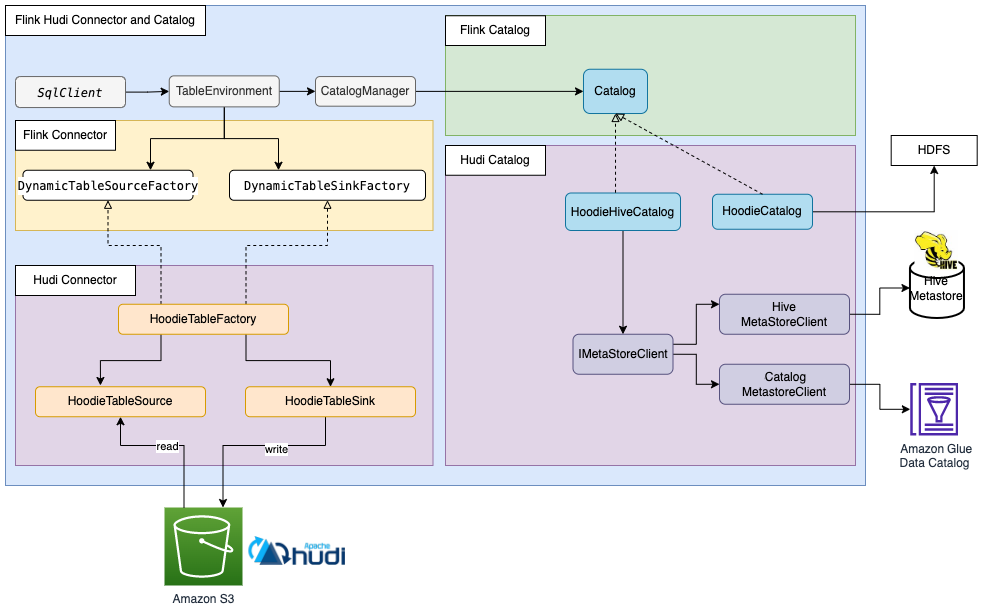 Flink Hudi Connector and Catalog
Flink Catalog
SqlClient
TableEnvironment
CatalogManager
Catalog
Flink Connector
DynamicTableSourceFactory
DynamicTableSinkFactory
Hudi Catalog
HDFS
HoodieHiveCatalog
HoodieCatalog
HIVE
Hive
Metastore
Hudi Connector
HoodieTableFactory
Hive
MetaStoreClient
IMetaStoreClient
Catalog
MetastoreClient
HoodieTableSource
HoodieTableSink
read
write
Amazon Glue
Data Catalog
Apache
hudi
Amazon S3